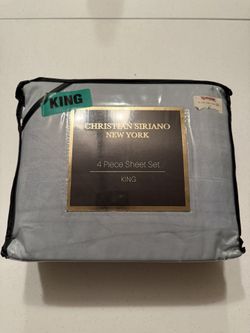 KING
CHRISTIAN SIRIANO
NEW YORK
4 Piece Sheet Set
KING